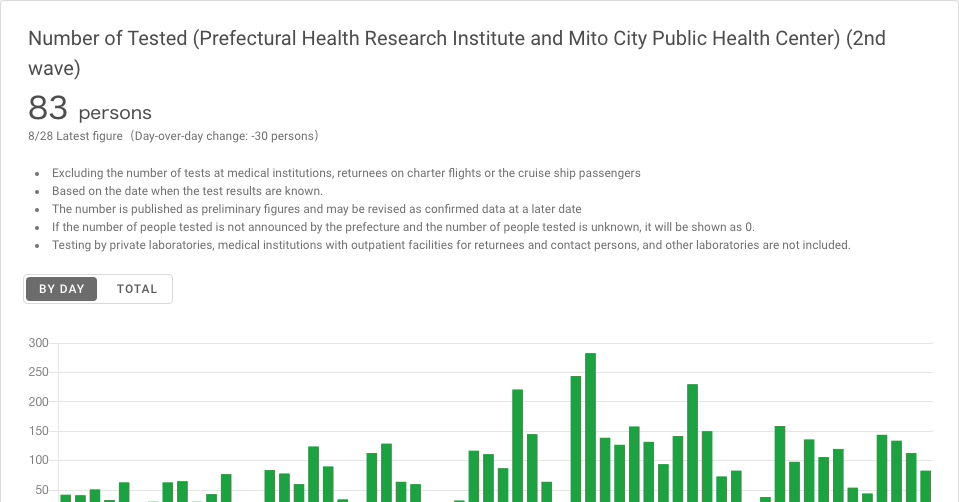 Number of Tested (Prefectural Health Research Institute and Mito City Public Health Center) (2nd
wave)
83 persons
8/28 Latest figure（Day-over-day change: -30 persons）
• Excluding the number of tests at medical institutions, returnees on charter flights or the cruise ship passengers
• Based on the date when the test results are known.
• The number is published as preliminary figures and may be revised as confirmed data at a later date
• If the number of people tested is not announced by the prefecture and the number of people tested is unknown, it will be shown as 0.
• Testing by private laboratories, medical institutions with outpatient facilities for returnees and contact persons, and other laboratories are not included.
BY DAY TOTAL
300
250
200
150
100
50